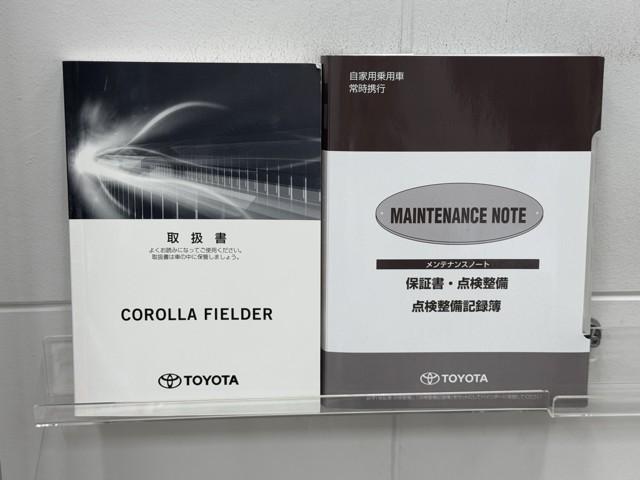 取扱書
よくお読みになってご使用ください。
取扱書は車の中に保管しましょう。
COROLLA FIELDER
TOYOTA
自家用乗用車
常時携行
MAINTENANCE NOTE
メンテナンスノート
保証書・点検整備
点検整備記録簿
TOYOTA